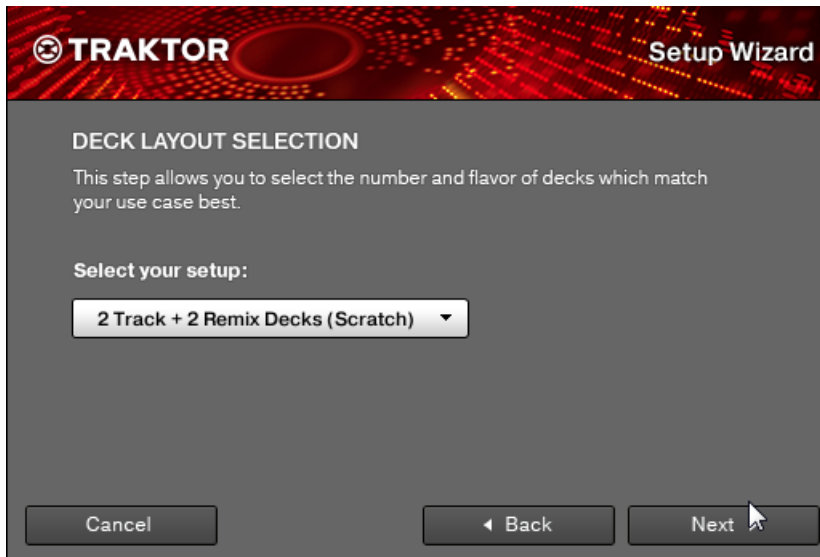 TRAKTOR
Setup Wizard
DECK LAYOUT SELECTION
This step allows you to select the number and flavor of decks which match
your use case best.
Select your setup:
2 Track + 2 Remix Decks (Scratch)
Cancel
Back
Next